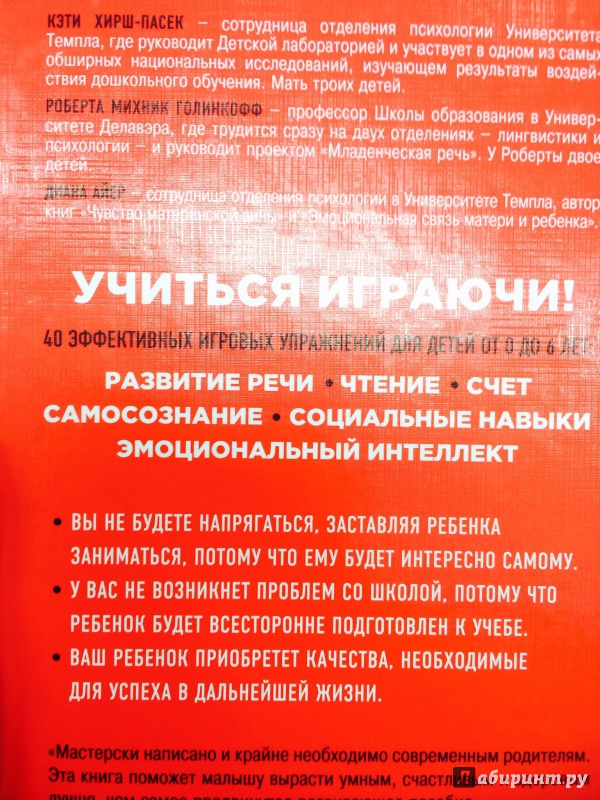 КЭТИ ХИРШ-ПАСЕК – сотрудница отделения психологии Университета
Темпла, где руководит Детской лабораторией и участвует в одном из самых
обширных национальных исследований, изучающем результаты воздей-
ствия дошкольного обучения. Мать троих детей.
РОБЕРТА МИХНИК ГОЛИНКОФФ – профессор Школы образования в Универ-
ситете Делавэра, где трудится сразу на двух отделениях – лингвистики и
психологии – и руководит проектом «Младенческая речь». У Роберты двое
детей.
ДИАНА АЙЕР – сотрудница отделения психологии в Университете Темпла, автор
книг «Чувство материнской вины» и «Эмоциональная связь матери и ребенка».
УЧИТЬСЯ ИГРАЮЧИ!
40 ЭФФЕКТИВНЫХ ИГРОВЫХ УПРАЖНЕНИЙ ДЛЯ ДЕТЕЙ ОТ 0 ДО 6 ЛЕТ:
РАЗВИТИЕ РЕЧИ • ЧТЕНИЕ • СЧЕТ
САМОСОЗНАНИЕ • СОЦИАЛЬНЫЕ НАВЫКИ
ЭМОЦИОНАЛЬНЫЙ ИНТЕЛЛЕКТ
• ВЫ НЕ БУДЕТЕ НАПРЯГАТЬСЯ, ЗАСТАВЛЯЯ РЕБЕНКА
ЗАНИМАТЬСЯ, ПОТОМУ ЧТО ЕМУ БУДЕТ ИНТЕРЕСНО САМОМУ.
• У ВАС НЕ ВОЗНИКНЕТ ПРОБЛЕМ СО ШКОЛОЙ, ПОТОМУ ЧТО
РЕБЕНОК БУДЕТ ВСЕСТОРОННЕ ПОДГОТОВЛЕН К УЧЕБЕ.
• ВАШ РЕБЕНОК ПРИОБРЕТЕТ КАЧЕСТВА, НЕОБХОДИМЫЕ
ДЛЯ УСПЕХА В ДАЛЬНЕЙШЕЙ ЖИЗНИ.
«Мастерски написано и крайне необходимо современным родителям.
Эта книга поможет малышу вырасти умным,
Лабиринт.ру